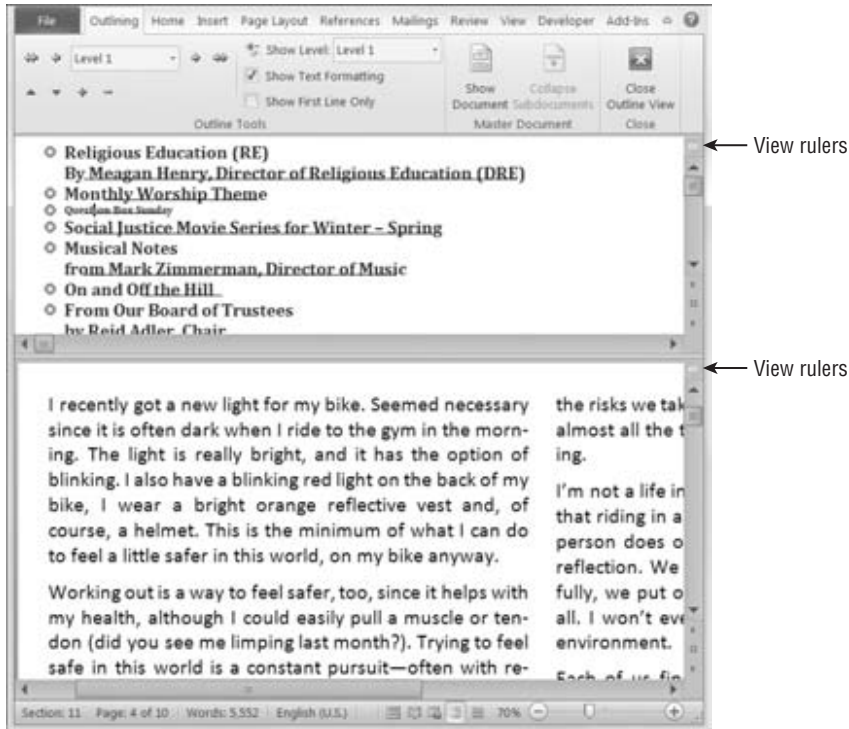 File Outlining Home Insert Page Layout References Mailings Review View Developer Add-Ins
Level 1
Show Level: Level 1
Show Text Formatting
Show First Line Only
Outline Tools
Show Document
Collapse Subdocuments
Master Document
Close Outline View
Close
View rulers
Religious Education (RE)
By Meagan Henry, Director of Religious Education (DRE)
Monthly Worship Theme
Question Box Sunday
Social Justice Movie Series for Winter – Spring
Musical Notes
from Mark Zimmerman, Director of Music
On and Off the Hill
From Our Board of Trustees
by Reid Adler, Chair
View rulers
I recently got a new light for my bike. Seemed necessary
since it is often dark when I ride to the gym in the morn-
ing. The light is really bright, and it has the option of
blinking. I also have a blinking red light on the back of my
bike, I wear a bright orange reflective vest and, of
course, a helmet. This is the minimum of what I can do
to feel a little safer in this world, on my bike anyway.
Working out is a way to feel safer, too, since it helps with
my health, although I could easily pull a muscle or ten-
don (did you see me limping last month?). Trying to feel
safe in this world is a constant pursuit—often with re-
the risks we tak
almost all the t
ing.
I'm not a life in
that riding in a
person does o
reflection. We
fully, we put o
all. I won't eve
environment.
Each of us fin
Section: 11 Page: 4 of 10 Words: 5,552 English (U.S.) 70%